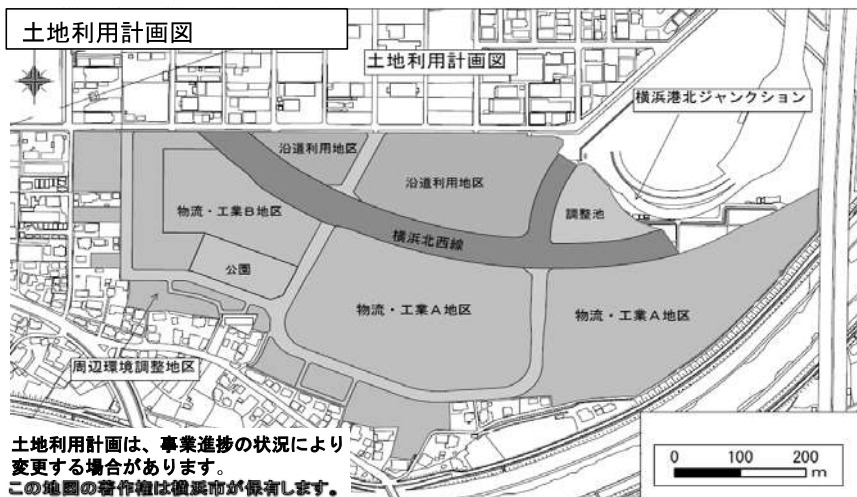 土地利用計画図
土地利用計画図
横浜港北ジャンクション
沿道利用地区
沿道利用地区
物流・工業B地区
調整池
横浜北西線
公園
物流・工業A地区
物流・工業A地区
周辺環境調整地区
土地利用計画は、事業進捗の状況により
変更する場合があります。
この地図の著作権は横浜市が保有します。
0 100 200
m